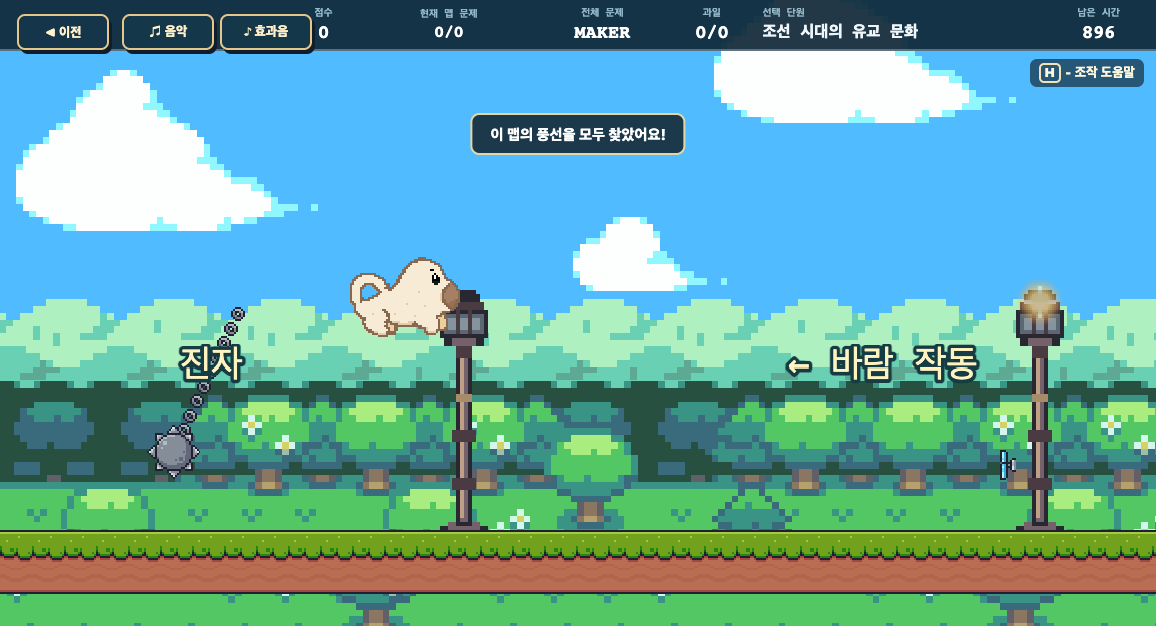 ◀ 이전
♫ 음악
♪ 효과음
점수
0
현재 맵 문제
0/0
전체 문제
MAKER
과일
0/0
선택 단원
조선 시대의 유교 문화
남은 시간
896
H - 조작 도움말
이 맵의 풍선을 모두 찾았어요!
진자
← 바람 작동